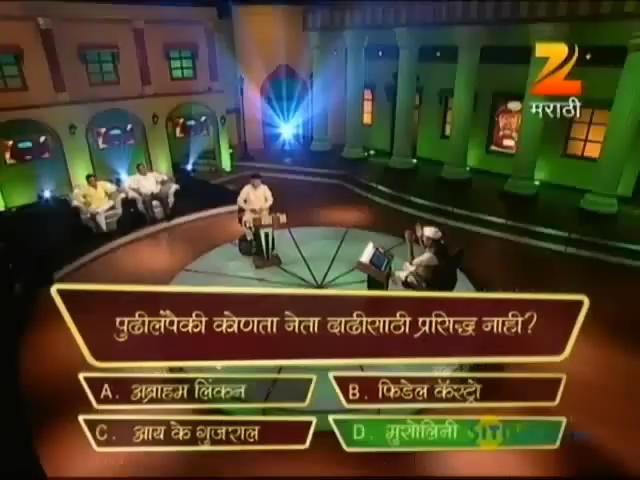 मराठी
पुढीलपैकी कोणता नेता दाढीसाठी प्रसिद्ध नाही?
A. अब्राहम लिंकन
B. फिडेल कॅस्ट्रो
C. आय के गुजराल
D. मुसोलिनी